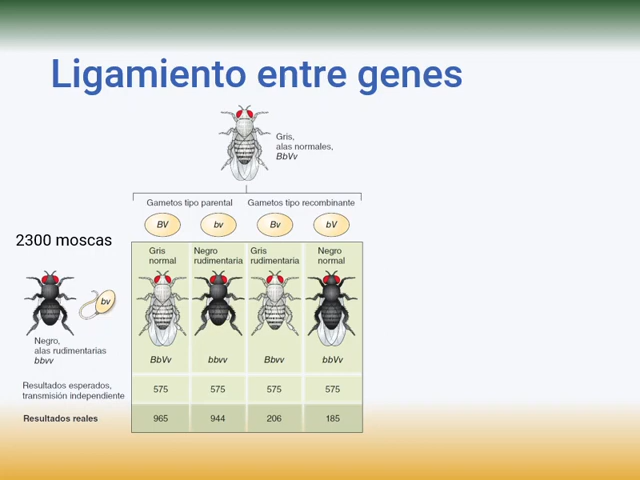 Ligamiento entre genes
Gris,
alas normales,
BbVv
Gametos tipo parental
Gametos tipo recombinante
BV
bv
Bv
bV
2300 moscas
Gris
normal
Negro
rudimentaria
Gris
rudimentaria
Negro
normal
bv
Negro,
alas rudimentarias
bbvv
BbVv
bbvv
Bbvv
bbVv
Resultados esperados,
transmisión independiente
575
575
575
575
Resultados reales
965
944
206
185